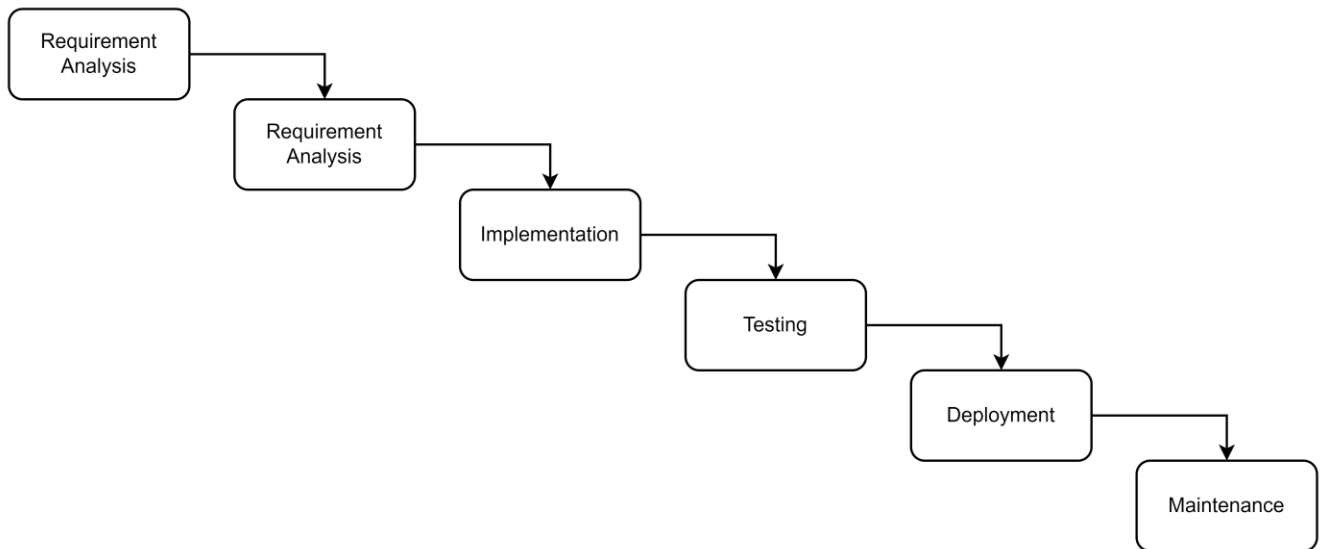 Requirement
Analysis
Requirement
Analysis
Implementation
Testing
Deployment
Maintenance